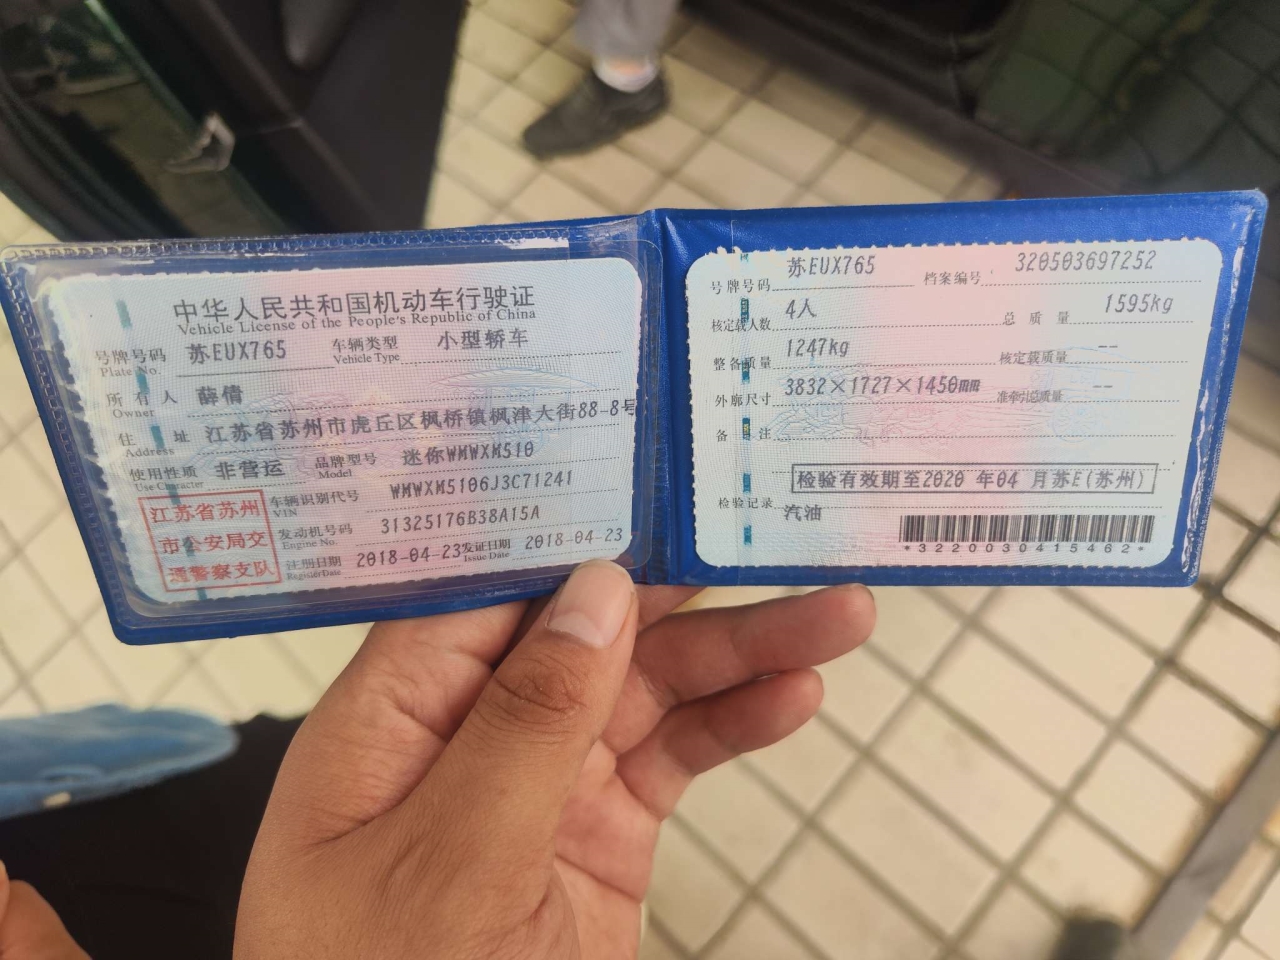 中华人民共和国机动车行驶证
Vehicle License of the People's Republic of China
号牌号码 苏EUX765 车辆类型 小型轿车
Plate No. Vehicle Type
所有人 薛倩
Owner
住址 江苏省苏州市虎丘区枫桥镇枫津大街88-8号
Address
使用性质 非营运 品牌型号 迷你WMWXM510
Use Character Model
江苏省苏州
市公安局交
通警察支队
车辆识别代号 WMWXM5106J3C71241
VIN
发动机号码 31325176B38A15A
Engine No.
注册日期 2018-04-23 发证日期 2018-04-23
Register Date Issue Date
号牌号码 苏EUX765 档案编号 320503697252
核定载人数 4人 总质量 1595kg
整备质量 1247kg 核定载质量 --
外廓尺寸 3832×1727×1450mm 准牵引总质量 --
备注
检验有效期至2020 年04 月苏E(苏州)
检验记录
汽油
*3220030415462*